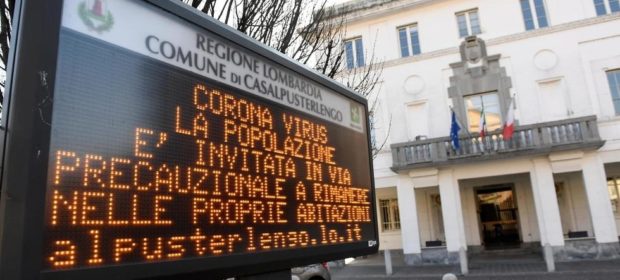 REGIONE LOMBARDIA
COMUNE DI CASALPUSTERLENGO
CORONA VIRUS
LA POPOLAZIONE
E' INVITATA IN VIA
PRECAUZIONALE A RIMANERE
NELLE PROPRIE ABITAZIONI
alpusterlengo.lo.it